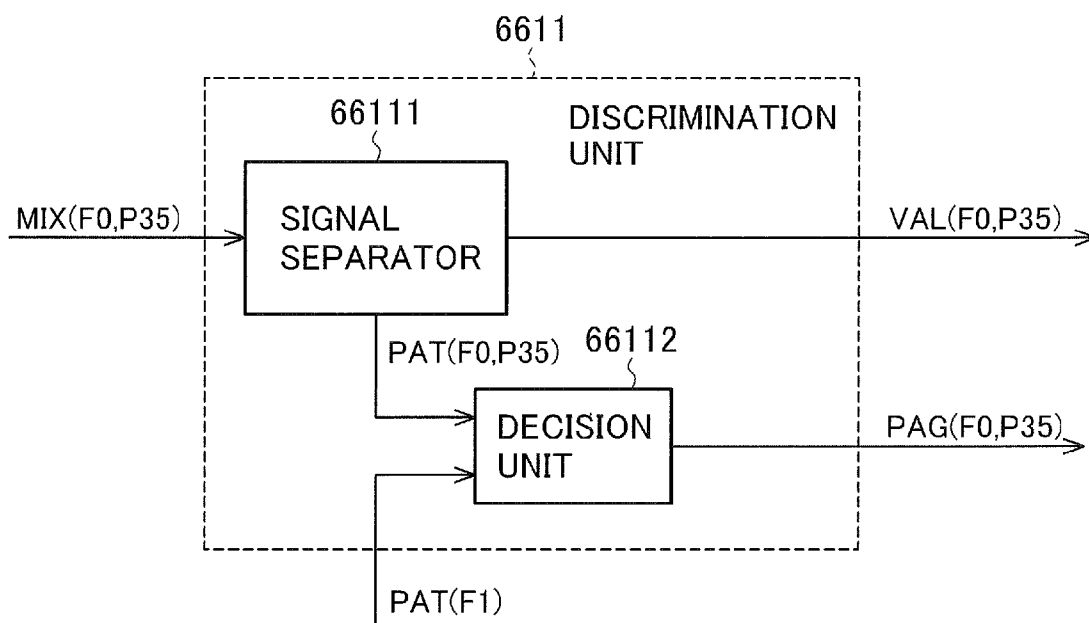 6611
66111
DISCRIMINATION
UNIT
MIX(F0,P35)
SIGNAL
SEPARATOR
VAL(F0,P35)
PAT(F0,P35)
66112
DECISION
UNIT
PAG(F0,P35)
PAT(F1)